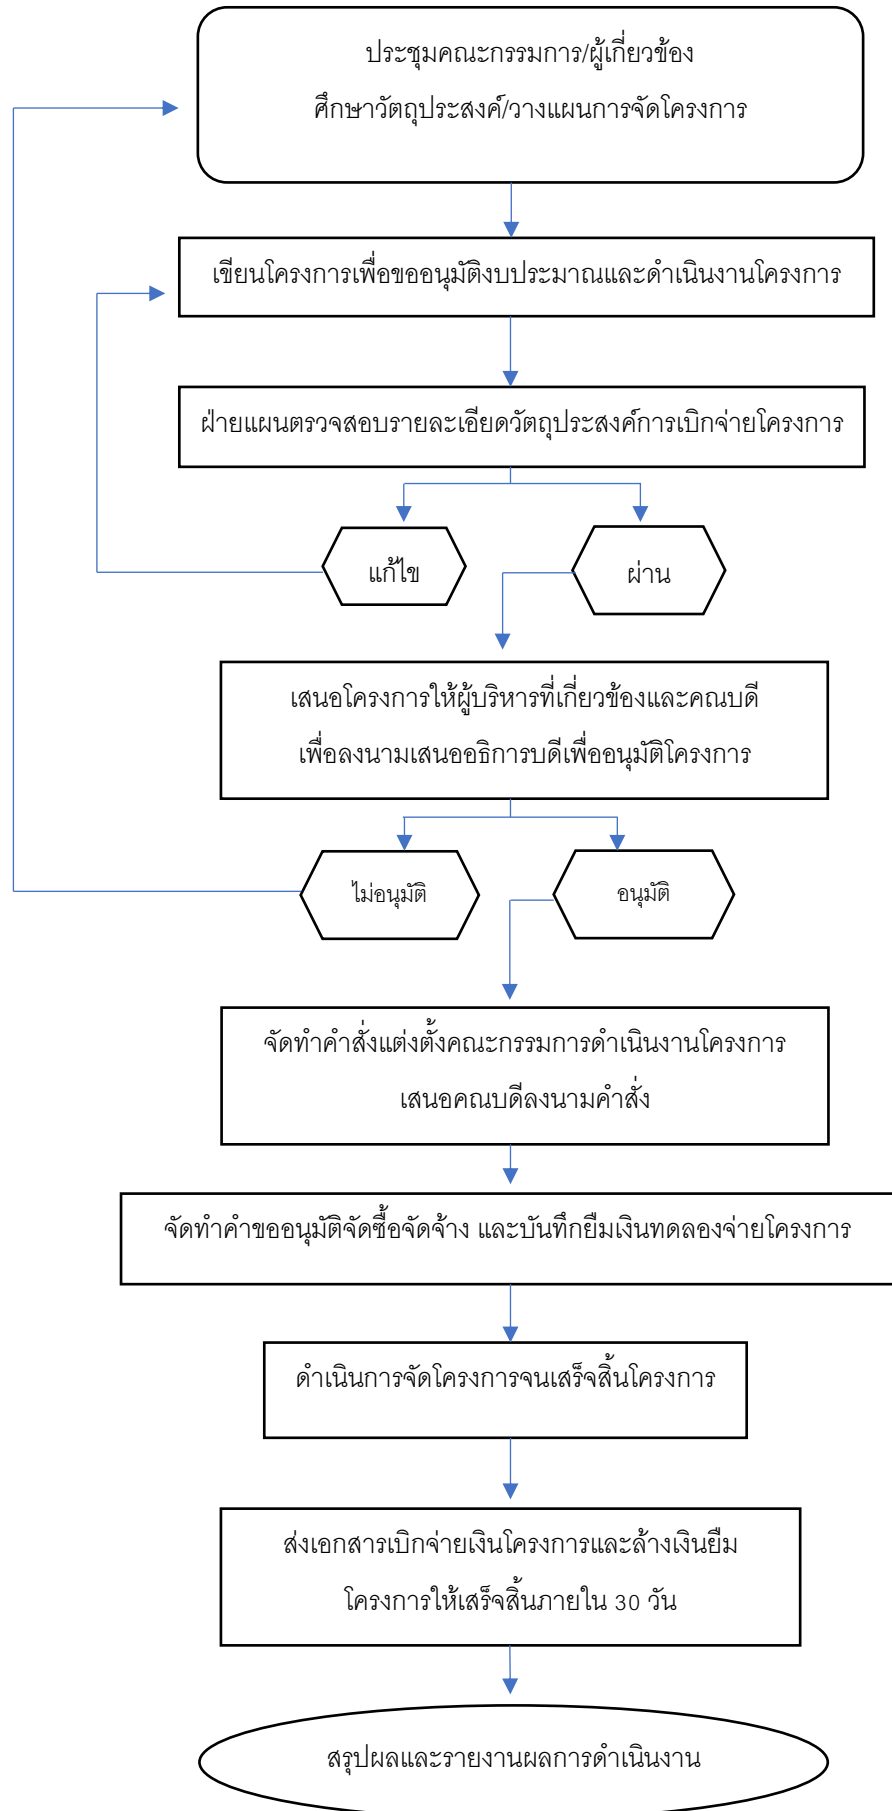 ประชุมคณะกรรมการ/ผู้เกี่ยวข้อง
ศึกษาวัตถุประสงค์/วางแผนการจัดโครงการ
เขียนโครงการเพื่อขออนุมัติงบประมาณและดำเนินงานโครงการ
ฝ่ายแผนตรวจสอบรายละเอียดวัตถุประสงค์การเบิกจ่ายโครงการ
แก้ไข
ผ่าน
เสนอโครงการให้ผู้บริหารที่เกี่ยวข้องและคณบดี
เพื่อลงนามเสนออธิการบดีเพื่ออนุมัติโครงการ
ไม่อนุมัติ
อนุมัติ
จัดทำคำสั่งแต่งตั้งคณะกรรมการดำเนินงานโครงการ
เสนอคณบดีลงนามคำสั่ง
จัดทำคำขออนุมัติจัดซื้อจัดจ้าง และบันทึกยืมเงินทดลองจ่ายโครงการ
ดำเนินการจัดโครงการจนเสร็จสิ้นโครงการ
ส่งเอกสารเบิกจ่ายเงินโครงการและล้างเงินยืม
โครงการให้เสร็จสิ้นภายใน 30 วัน
สรุปผลและรายงานผลการดำเนินงาน